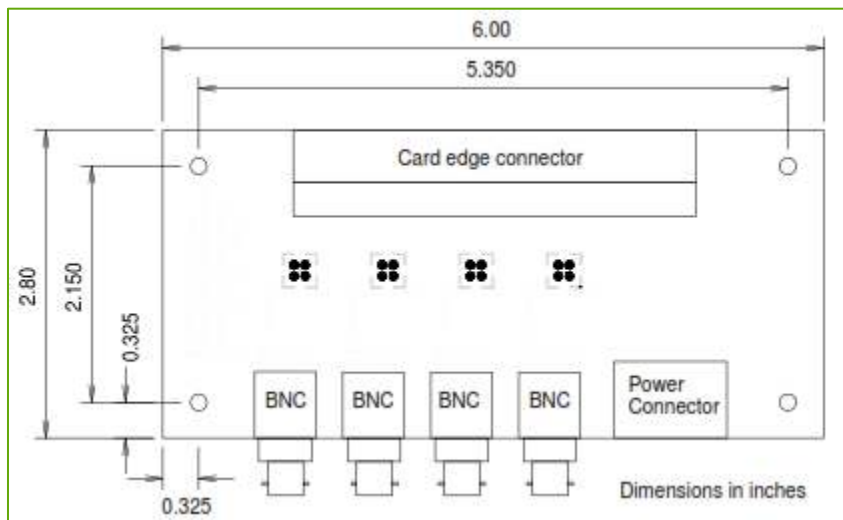 6.00
5.350
Card edge connector
2.80
2.150
0.325
BNC
BNC
BNC
BNC
Power
Connector
0.325
Dimensions in inches